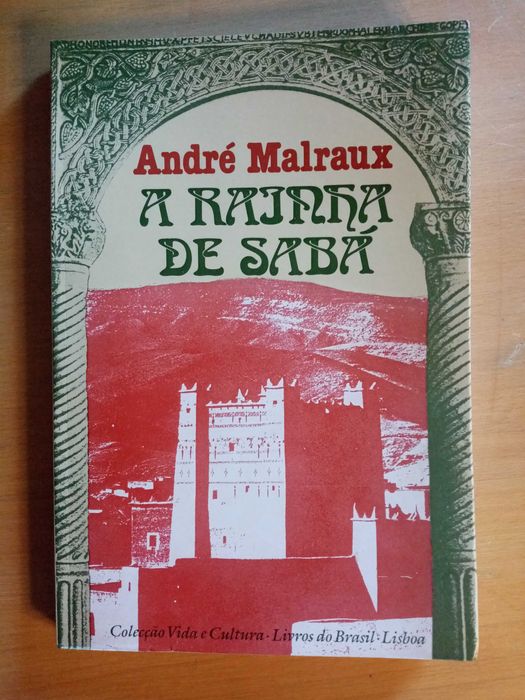 André Malraux
A RAINHA
DE SABÁ
Colecção Vida e Cultura · Livros do Brasil · Lisboa